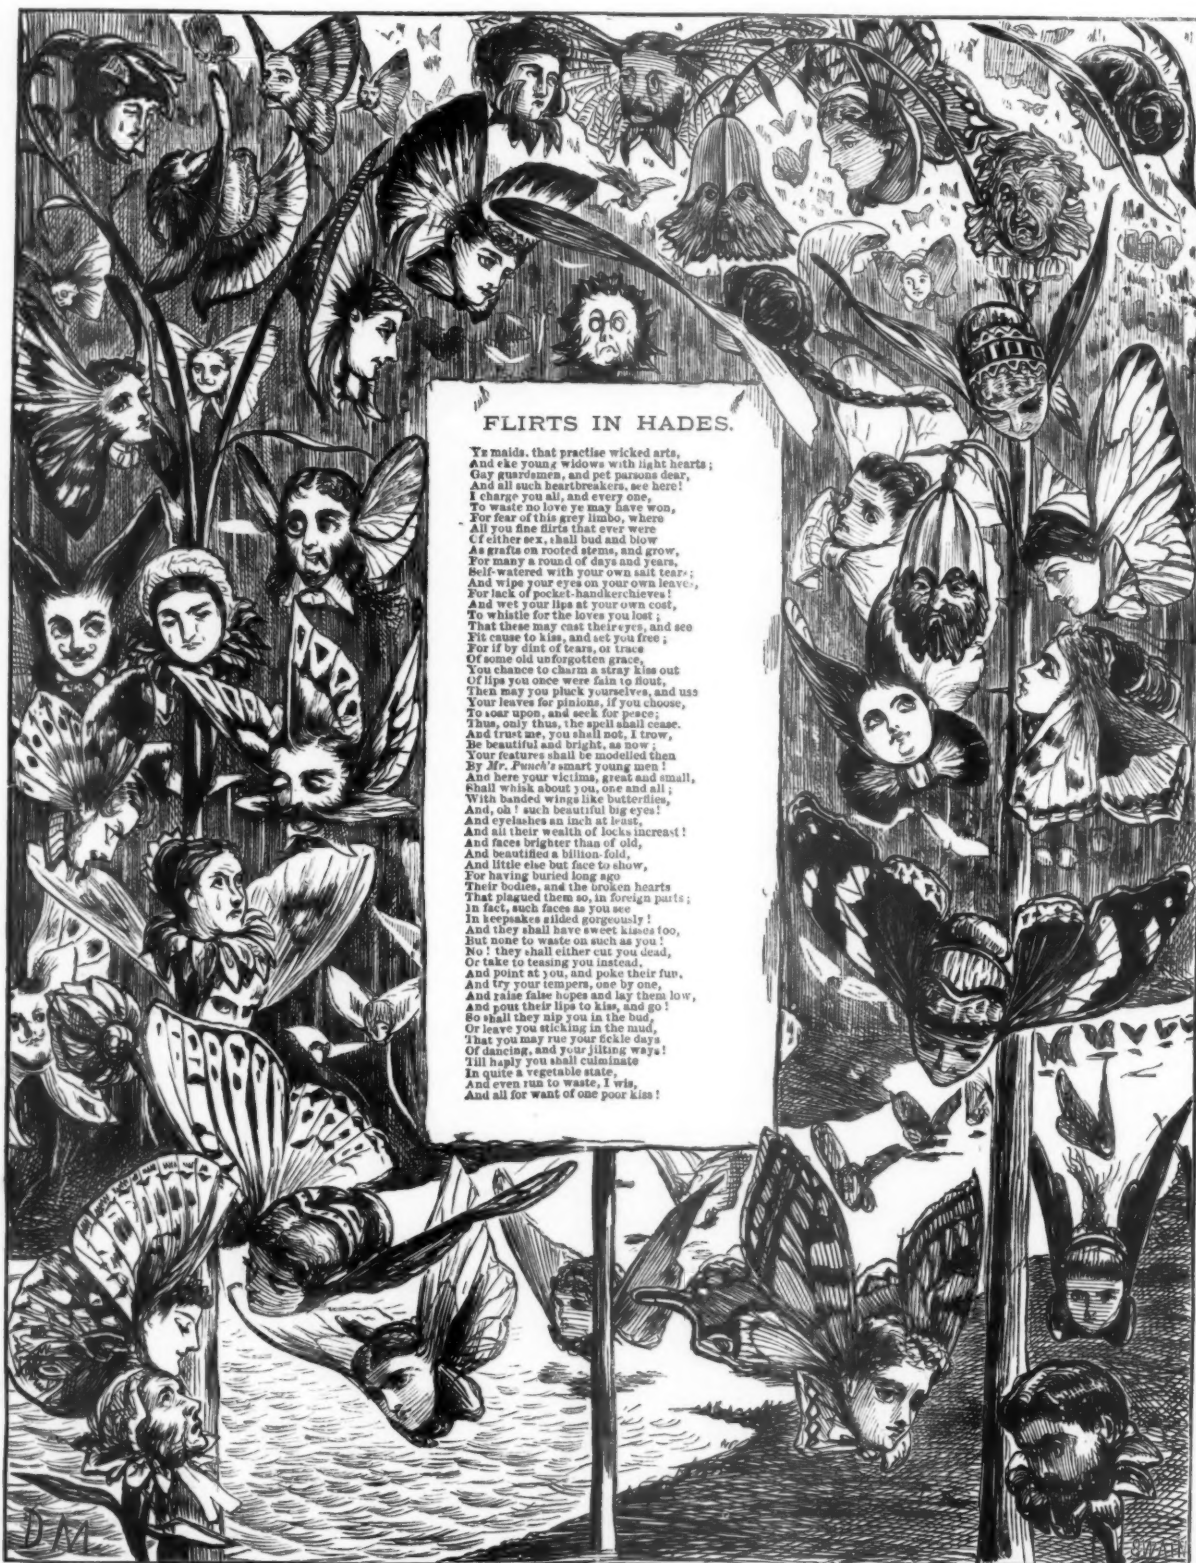 FLIRTS IN HADES.
Ye maids, that practise wicked arts,
And eke young widows with light hearts;
Gay guardsmen, and pet parsons dear,
And all such heartbreakers, see here!
I charge you all, and every one,
To waste no love ye may have won,
For fear of this grey limbo, where
All you fine flirts that ever were
Of either sex, shall bud and blow
As grafts on rooted stems, and grow,
For many a round of days and years,
Self-watered with your own salt tears;
And wipe your eyes on your own leaves,
For lack of pocket-handkerchieves!
And wet your lips at your own cost,
To whistle for the loves you lost;
That these may cast their eyes, and see
Fit cause to kiss, and set you free;
For if by dint of tears, or trace
Of some old unforgotten grace,
You chance to charm a stray kiss out
Of lips you once were fain to flout,
Then may you pluck yourselves, and use
Your leaves for pinions, if you choose,
To soar upon, and seek for peace;
Thus, only thus, the spell shall cease.
And trust me, you shall not, I trow,
Be beautiful and bright, as now;
Your features shall be modelled then
By Mr. Punch's smart young men!
And here your victims, great and small,
Shall whisk about you, one and all;
With banded wings like butterflies,
And, oh! such beautiful big eyes!
And eyelashes an inch at least,
And all their wealth of locks increast!
And faces brighter than of old,
And beautified a billion-fold,
And little else but face to show,
For having buried long ago
Their bodies, and the broken hearts
That plagued them so, in foreign parts;
In fact, such faces as you see
In keepsakes gilded gorgeously!
And they shall have sweet kisses too,
But none to waste on such as you!
No! they shall either cut you dead,
Or take to teasing you instead,
And point at you, and poke their fun,
And try your tempers, one by one,
And raise false hopes and lay them low,
And pout their lips to kiss, and go!
So shall they nip you in the bud,
Or leave you sticking in the mud,
That you may rue your fickle days
Of dancing, and your jilting ways!
Till haply you shall culminate
In quite a vegetable state,
And even run to waste, I wis,
And all for want of one poor kiss!
DM
SWAIN